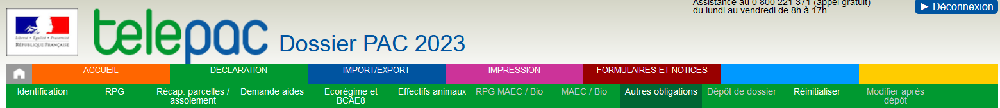 Assistance au 0 800 221 371 (appel gratuit)
du lundi au vendredi de 8h à 17h.
► Déconnexion
Liberté • Égalité • Fraternité
RÉPUBLIQUE FRANÇAISE
telepac
Dossier PAC 2023
ACCUEIL
DECLARATION
IMPORT/EXPORT
IMPRESSION
FORMULAIRES ET NOTICES
Identification
RPG
Récap. parcelles /
assolement
Demande aides
Ecorégime et
BCAE8
Effectifs animaux
RPG MAEC / Bio
MAEC / Bio
Autres obligations
Dépôt de dossier
Réinitialiser
Modifier après
dépôt